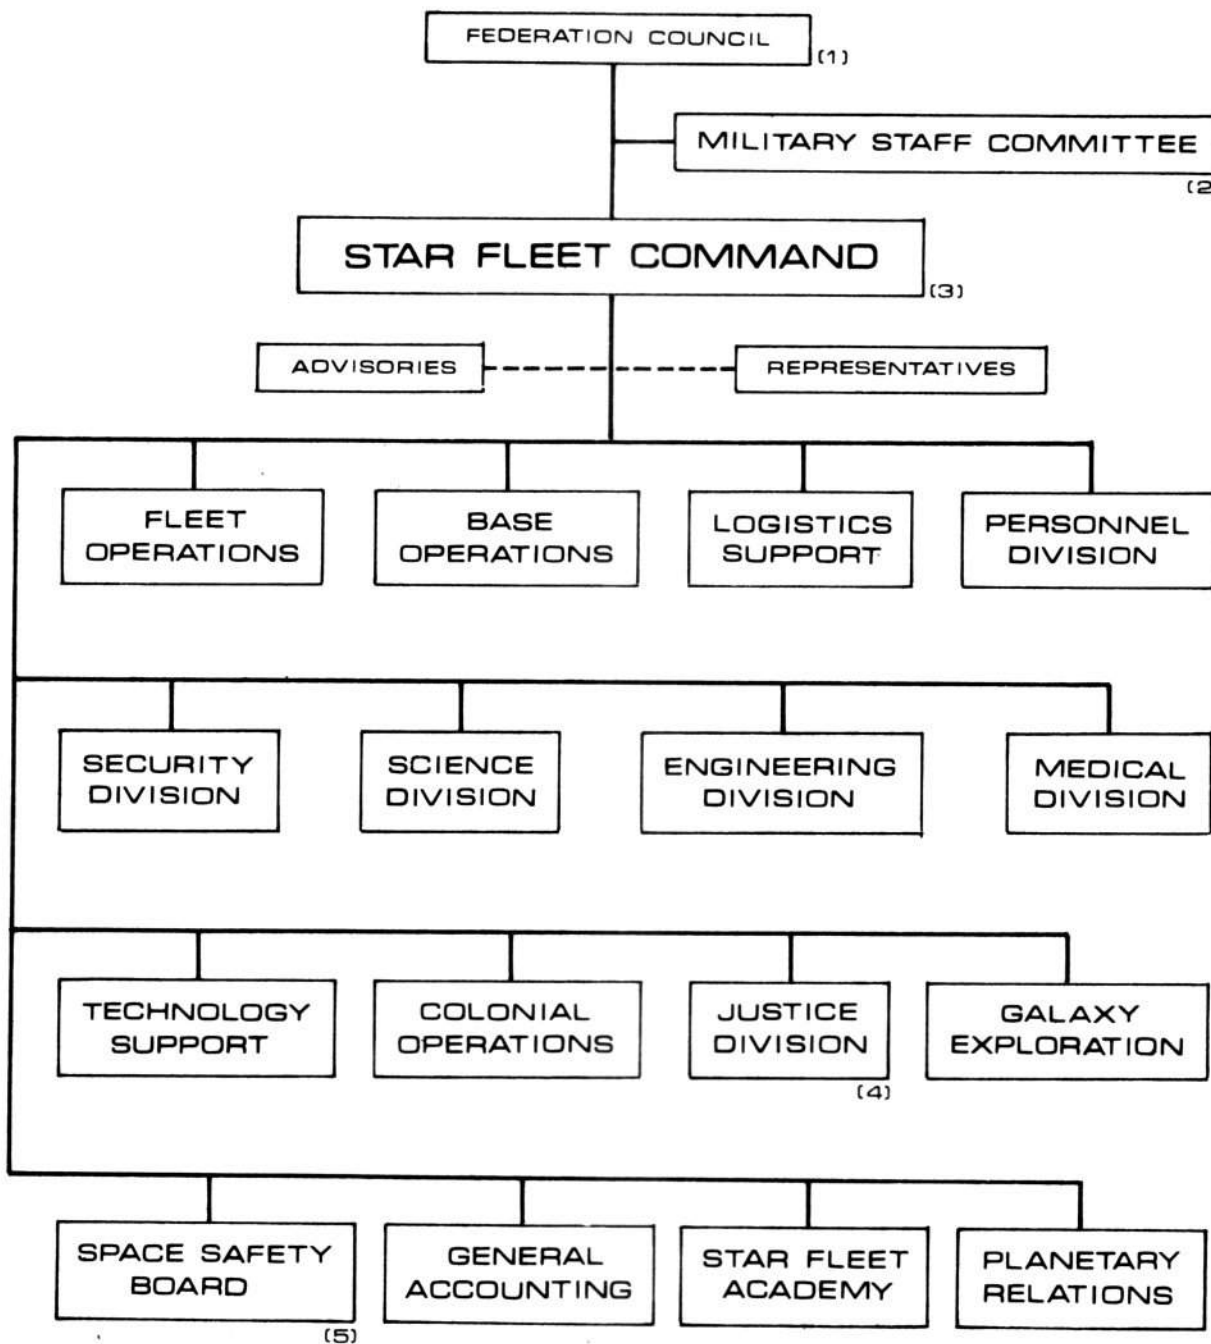 FEDERATION COUNCIL
(1)
MILITARY STAFF COMMITTEE
(2
STAR FLEET COMMAND
(3)
ADVISORIES
REPRESENTATIVES
FLEET
OPERATIONS
BASE
OPERATIONS
LOGISTICS
SUPPORT
PERSONNEL
DIVISION
SECURITY
DIVISION
SCIENCE
DIVISION
ENGINEERING
DIVISION
MEDICAL
DIVISION
TECHNOLOGY
SUPPORT
COLONIAL
OPERATIONS
JUSTICE
DIVISION
(4)
GALAXY
EXPLORATION
SPACE SAFETY
BOARD
(5)
GENERAL
ACCOUNTING
STAR FLEET
ACADEMY
PLANETARY
RELATIONS